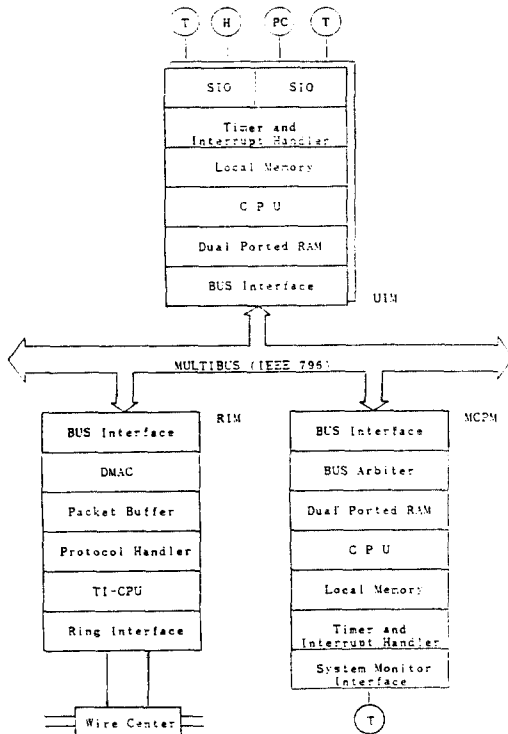 T H PC T
SIO SIO
Timer and
Interrupt Handler
Local Memory
C P U
Dual Ported RAM
BUS Interface
UIM
MULTIBUS (IEEE 796)
RIM
BUS Interface
DMAC
Packet Buffer
Protocol Handler
TI-CPU
Ring Interface
Wire Center
MCPM
BUS Interface
BUS Arbiter
Dual Ported RAM
C P U
Local Memory
Timer and
Interrupt Handler
System Monitor
Interface
T